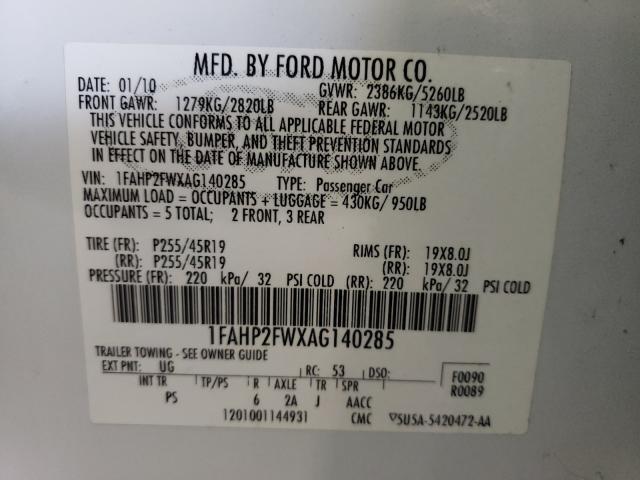 MFD. BY FORD MOTOR CO.
DATE: 01/10 GVWR: 2386KG/5260LB
FRONT GAWR: 1279KG/2820LB REAR GAWR: 1143KG/2520LB
THIS VEHICLE CONFORMS TO ALL APPLICABLE FEDERAL MOTOR
VEHICLE SAFETY, BUMPER, AND THEFT PREVENTION STANDARDS
IN EFFECT ON THE DATE OF MANUFACTURE SHOWN ABOVE.
VIN: 1FAHP2FWXAG140285 TYPE: Passenger Car
MAXIMUM LOAD = OCCUPANTS + LUGGAGE = 430KG/ 950LB
OCCUPANTS = 5 TOTAL; 2 FRONT, 3 REAR
TIRE (FR): P255/45R19 RIMS (FR): 19X8.0J
(RR): P255/45R19 (RR): 19X8.0J
PRESSURE (FR): 220 kPa/ 32 PSI COLD (RR): 220 kPa/ 32 PSI COLD
1FAHP2FWXAG140285
TRAILER TOWING - SEE OWNER GUIDE
EXT PNT: UG RC: 53 DSO: F0090
R0089
INT TR TP/PS R AXLE TR SPR
PS 6 2A J AACC
1201001144931 CMC 5U5A-5420472-AA